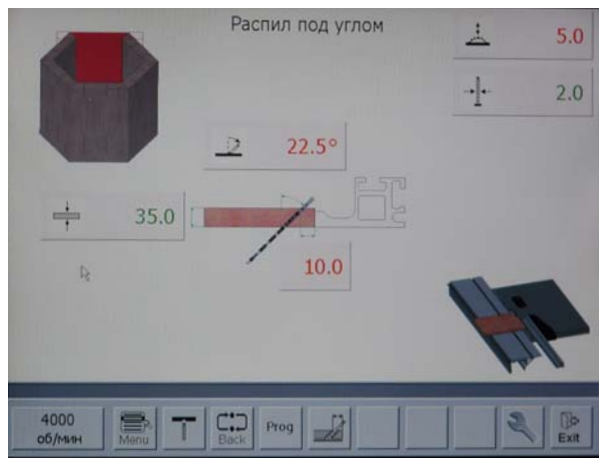 Распил под углом
5.0
2.0
22.5°
35.0
10.0
4000
об/мин
Menu
Back
Prog
Exit